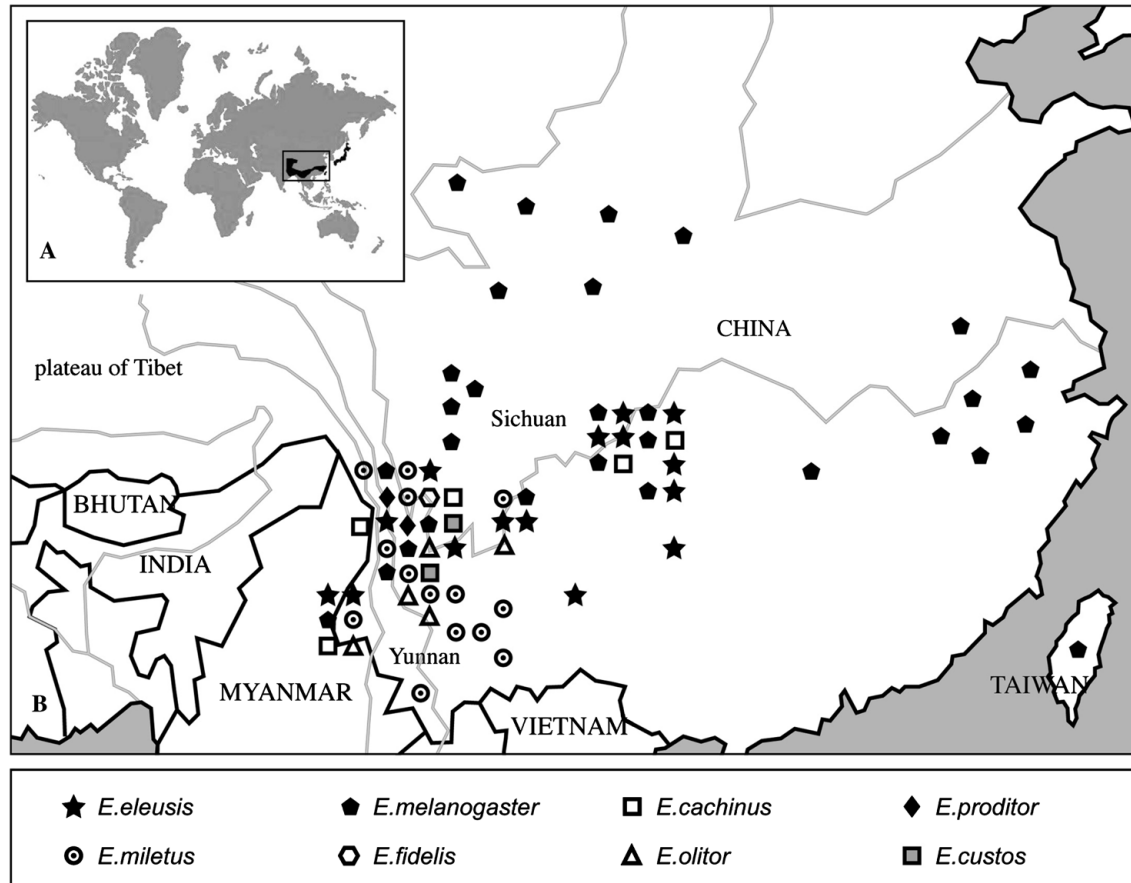 A
CHINA
plateau of Tibet
Sichuan
BHUTAN
INDIA
Yunnan
MYANMAR
TAIWAN
B
VIETNAM
E.eleusis
E.melanogaster
E.cachinus
E.proditor
E.miletus
E.fidelis
E.olitor
E.custos